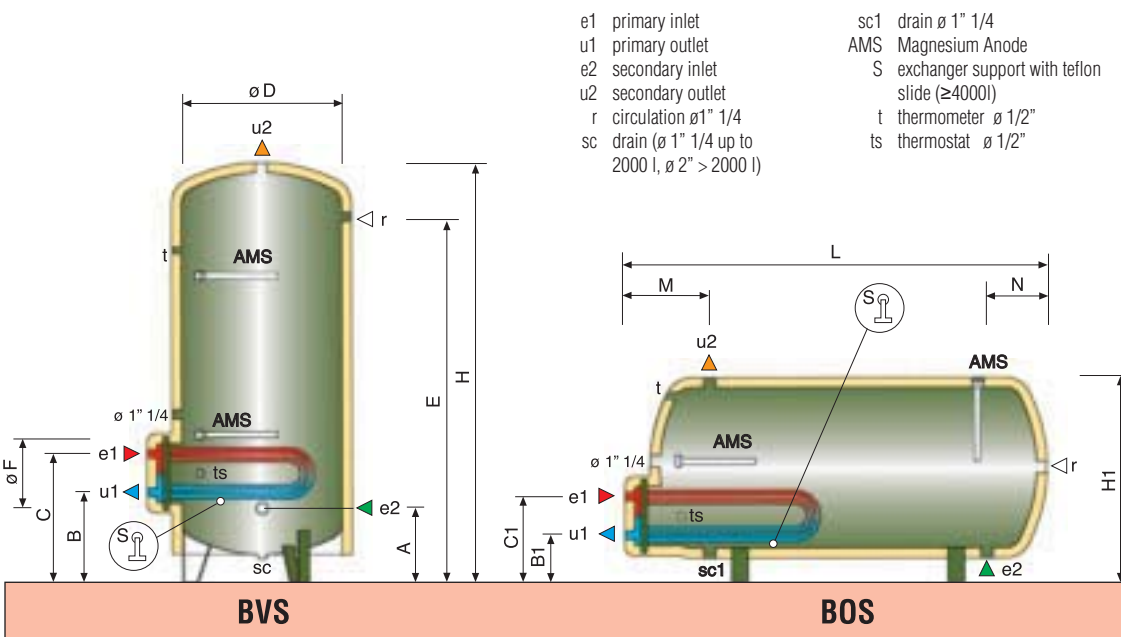 e1 primary inlet
u1 primary outlet
e2 secondary inlet
u2 secondary outlet
r circulation ø1" 1/4
sc drain (ø 1" 1/4 up to
2000 l, ø 2" > 2000 l)
sc1 drain ø 1" 1/4
AMS Magnesium Anode
S exchanger support with teflon
slide (≥4000l)
t thermometer ø 1/2"
ts thermostat ø 1/2"
ø D
u2
r
t
AMS
E
H
ø 1" 1/4
AMS
ø F
e1
ts
u1
C
B
e2
A
S
sc
L
M
N
S
u2
AMS
t
AMS
ø 1" 1/4
r
H1
e1
ts
u1
C1
B1
sc1
e2
BVS
BOS